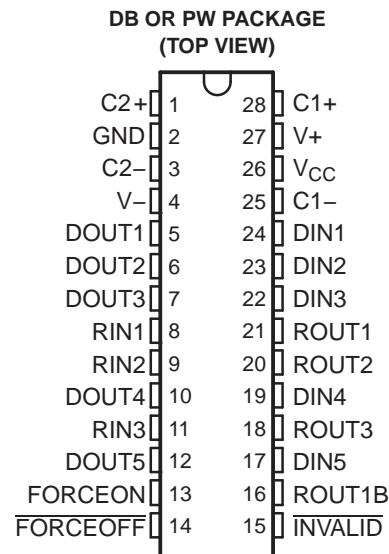 DB OR PW PACKAGE
(TOP VIEW)
C2+ 1 28 C1+
GND 2 27 V+
C2− 3 26 VCC
V− 4 25 C1−
DOUT1 5 24 DIN1
DOUT2 6 23 DIN2
DOUT3 7 22 DIN3
RIN1 8 21 ROUT1
RIN2 9 20 ROUT2
DOUT4 10 19 DIN4
RIN3 11 18 ROUT3
DOUT5 12 17 DIN5
FORCEON 13 16 ROUT1B
FORCEOFF 14 15 INVALID